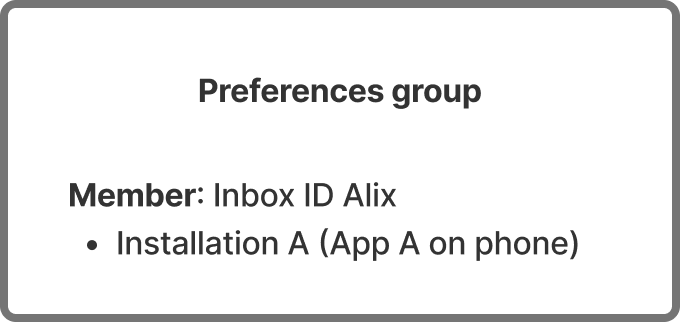 Preferences group
Member: Inbox ID Alix
• Installation A (App A on phone)